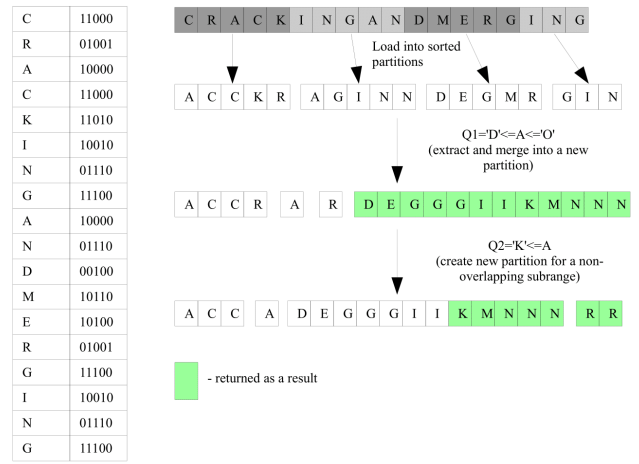 C 11000
R 01001
A 10000
C 11000
K 11010
I 10010
N 01110
G 11100
A 10000
N 01110
D 00100
M 10110
E 10100
R 01001
G 11100
I 10010
N 01110
G 11100
C R A C K I N G A N D M E R G I N G
Load into sorted
partitions
A C C K R A G I N N D E G M R G I N
Q1='D'<=A<='O'
(extract and merge into a new
partition)
A C C R A R D E G G G I I K M N N N
Q2='K'<=A
(create new partition for a non-
overlapping subrange)
A C C A D E G G G I I K M N N N R R
- returned as a result